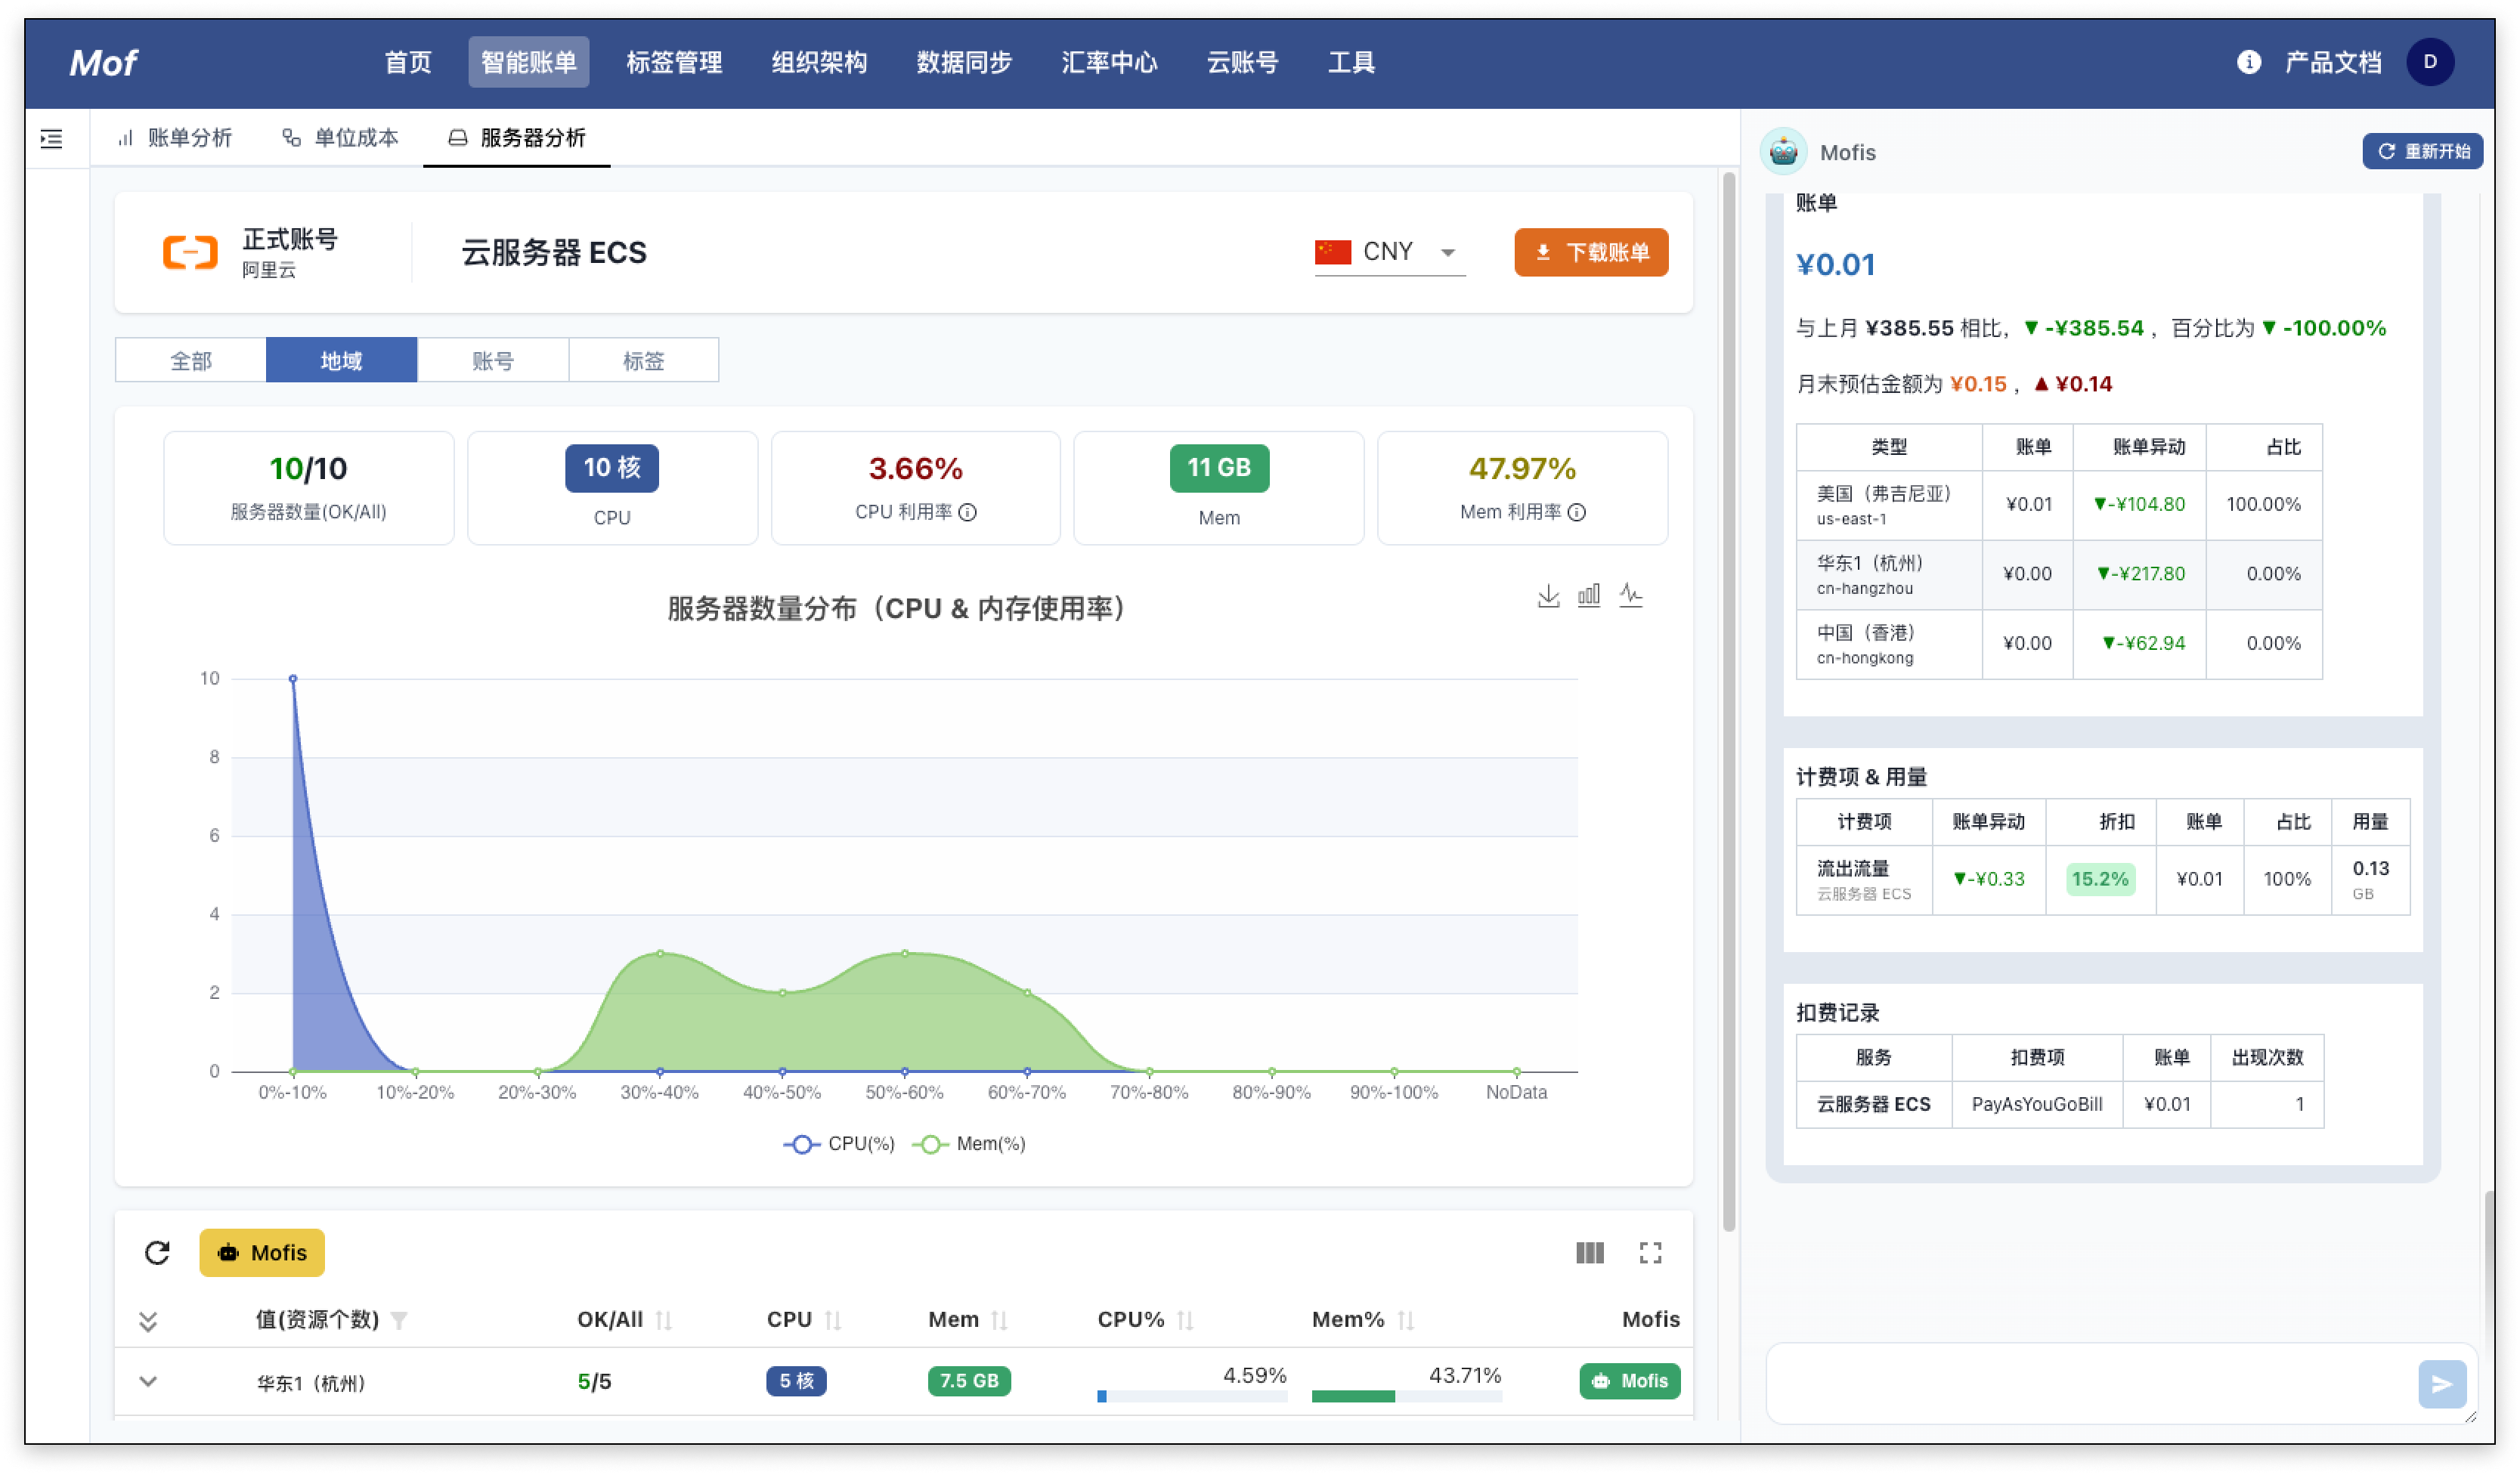 Mof
首页 智能账单 标签管理 组织架构 数据同步 汇率中心 云账号 工具
产品文档 D
账单分析 单位成本 服务器分析
正式账号
阿里云
云服务器 ECS
CNY
下载账单
全部 地域 账号 标签
10/10
服务器数量(OK/All)
10 核
CPU
3.66%
CPU 利用率
11 GB
Mem
47.97%
Mem 利用率
服务器数量分布（CPU & 内存使用率）
10
8
6
4
2
0
0%-10% 10%-20% 20%-30% 30%-40% 40%-50% 50%-60% 60%-70% 70%-80% 80%-90% 90%-100% NoData
CPU(%) Mem(%)
Mofis
值(资源个数) OK/All CPU Mem CPU% Mem% Mofis
华东1（杭州） 5/5 5 核 7.5 GB 4.59% 43.71% Mofis
Mofis
重新开始
账单
¥0.01
与上月 ¥385.55 相比, ▼ -¥385.54 , 百分比为 ▼ -100.00%
月末预估金额为 ¥0.15 , ▲ ¥0.14
类型 账单 账单异动 占比
美国（弗吉尼亚）
us-east-1
¥0.01 ▼-¥104.80 100.00%
华东1（杭州）
cn-hangzhou
¥0.00 ▼-¥217.80 0.00%
中国（香港）
cn-hongkong
¥0.00 ▼-¥62.94 0.00%
计费项 & 用量
计费项 账单异动 折扣 账单 占比 用量
流出流量
云服务器 ECS
▼-¥0.33 15.2% ¥0.01 100%
0.13
GB
扣费记录
服务 扣费项 账单 出现次数
云服务器 ECS PayAsYouGoBill ¥0.01 1